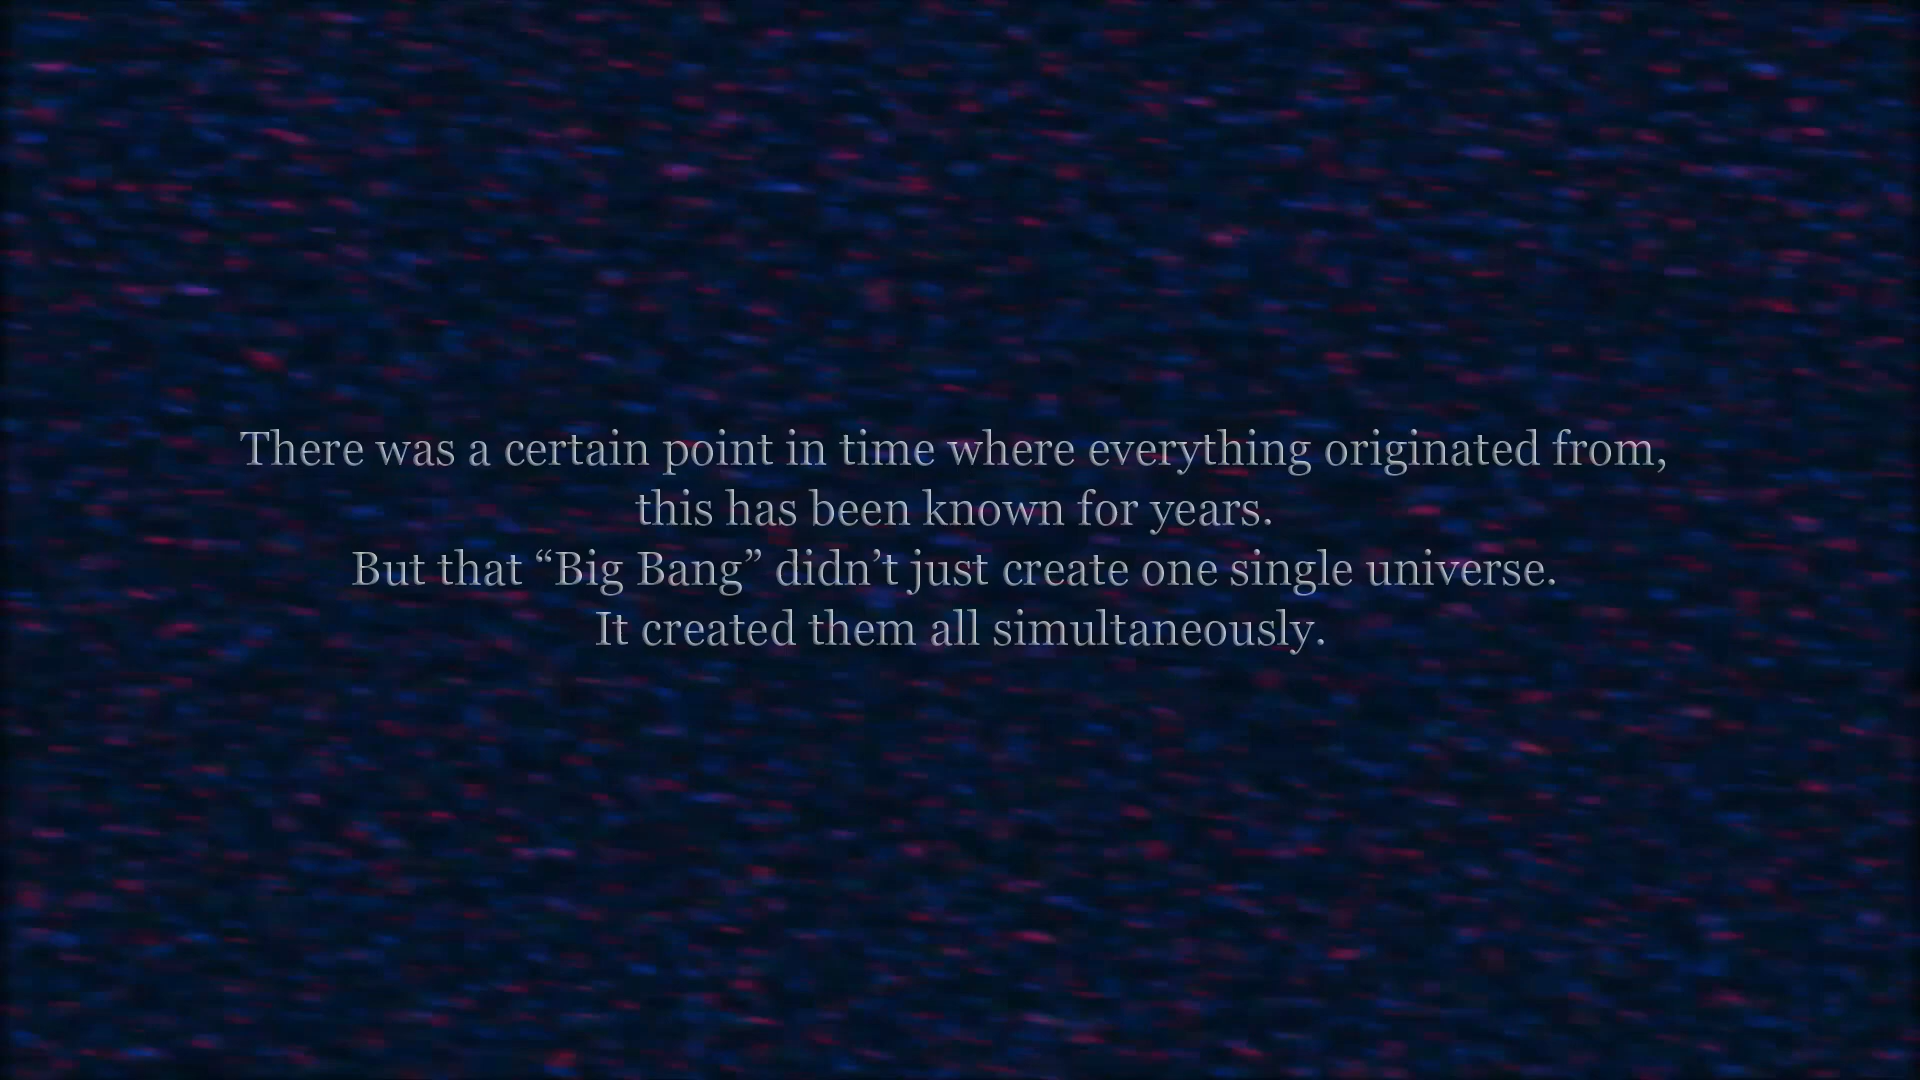 There was a certain point in time where everything originated from,
this has been known for years.
But that “Big Bang” didn’t just create one single universe.
It created them all simultaneously.